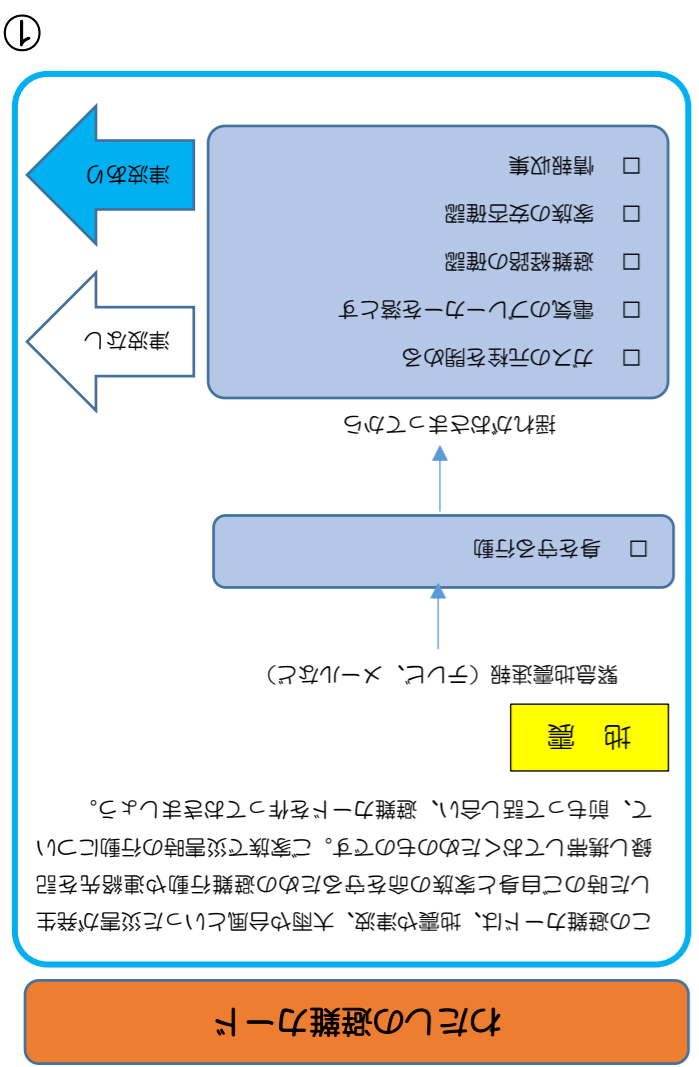 わたしの避難カード
この避難カードは、地震や津波、大雨や台風といった災害が発生
した時のご自身と家族の命を守るための避難行動や連絡先を記
録し携帯しておくためのものです。ご家族で災害時の行動につい
て、前もって話し合い、避難カードを作っておきましょう。
地　震
緊急地震速報（テレビ、メールなど）
□ 身を守る行動
揺れがおさまってから
□ ガスの元栓を閉める
□ 電気のブレーカーを落とす
□ 避難経路の確認
□ 家族の安否確認
□ 情報収集
津波なし
津波あり
①